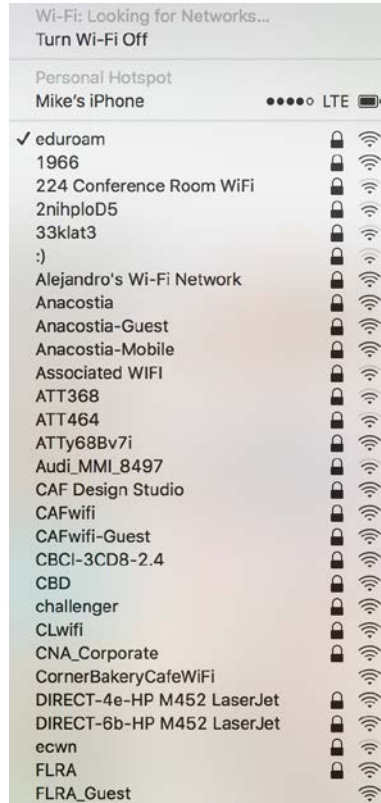 Wi-Fi: Looking for Networks...
Turn Wi-Fi Off
Personal Hotspot
Mike's iPhone LTE
eduroam
1966
224 Conference Room WiFi
2nihploD5
33klat3
:)
Alejandro's Wi-Fi Network
Anacostia
Anacostia-Guest
Anacostia-Mobile
Associated WIFI
ATT368
ATT464
ATTy68Bv7i
Audi_MMI_8497
CAF Design Studio
CAFwifi
CAFwifi-Guest
CBCI-3CD8-2.4
CBD
challenger
CLwifi
CNA_Corporate
CornerBakeryCafeWiFi
DIRECT-4e-HP M452 LaserJet
DIRECT-6b-HP M452 LaserJet
ecwn
FLRA
FLRA_Guest